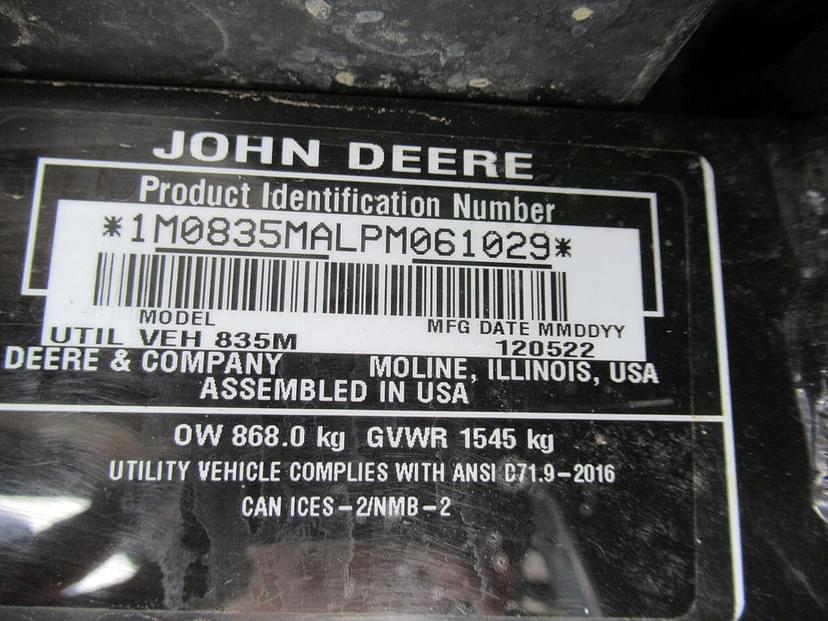 JOHN DEERE
Product Identification Number
*1M0835MALPM061029*
MODEL MFG DATE MMDDYY
UTIL VEH 835M 120522
DEERE & COMPANY MOLINE, ILLINOIS, USA
ASSEMBLED IN USA
OW 868.0 kg GVWR 1545 kg
UTILITY VEHICLE COMPLIES WITH ANSI D71.9-2016
CAN ICES-2/NMB-2